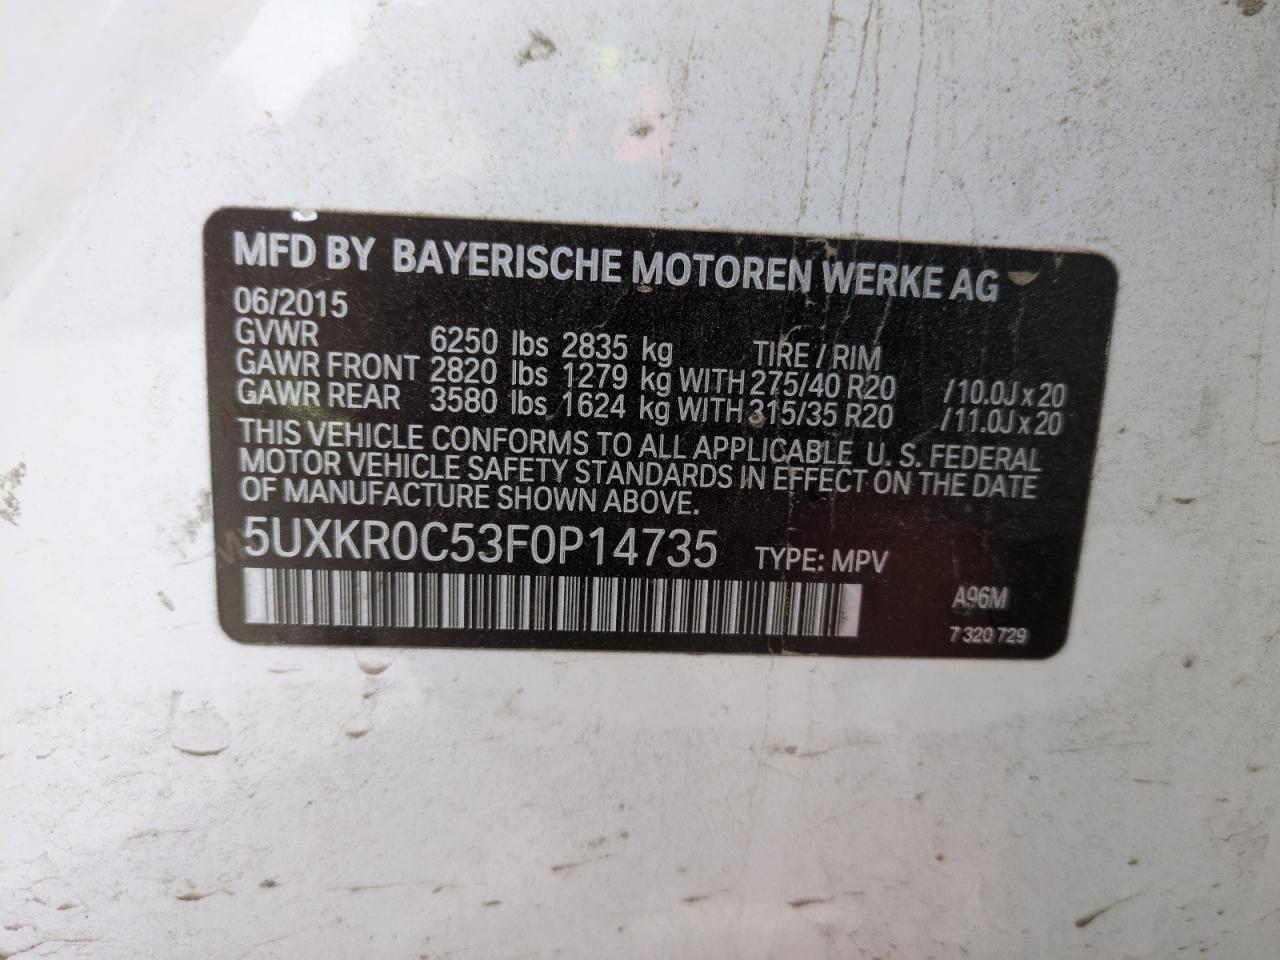 MFD BY BAYERISCHE MOTOREN WERKE AG
06/2015
GVWR 6250 lbs 2835 kg TIRE / RIM
GAWR FRONT 2820 lbs 1279 kg WITH 275/40 R20 /10.0J x 20
GAWR REAR 3580 lbs 1624 kg WITH 315/35 R20 /11.0J x 20
THIS VEHICLE CONFORMS TO ALL APPLICABLE U. S. FEDERAL
MOTOR VEHICLE SAFETY STANDARDS IN EFFECT ON THE DATE
OF MANUFACTURE SHOWN ABOVE.
5UXKR0C53F0P14735 TYPE: MPV
A96M
7 320 729